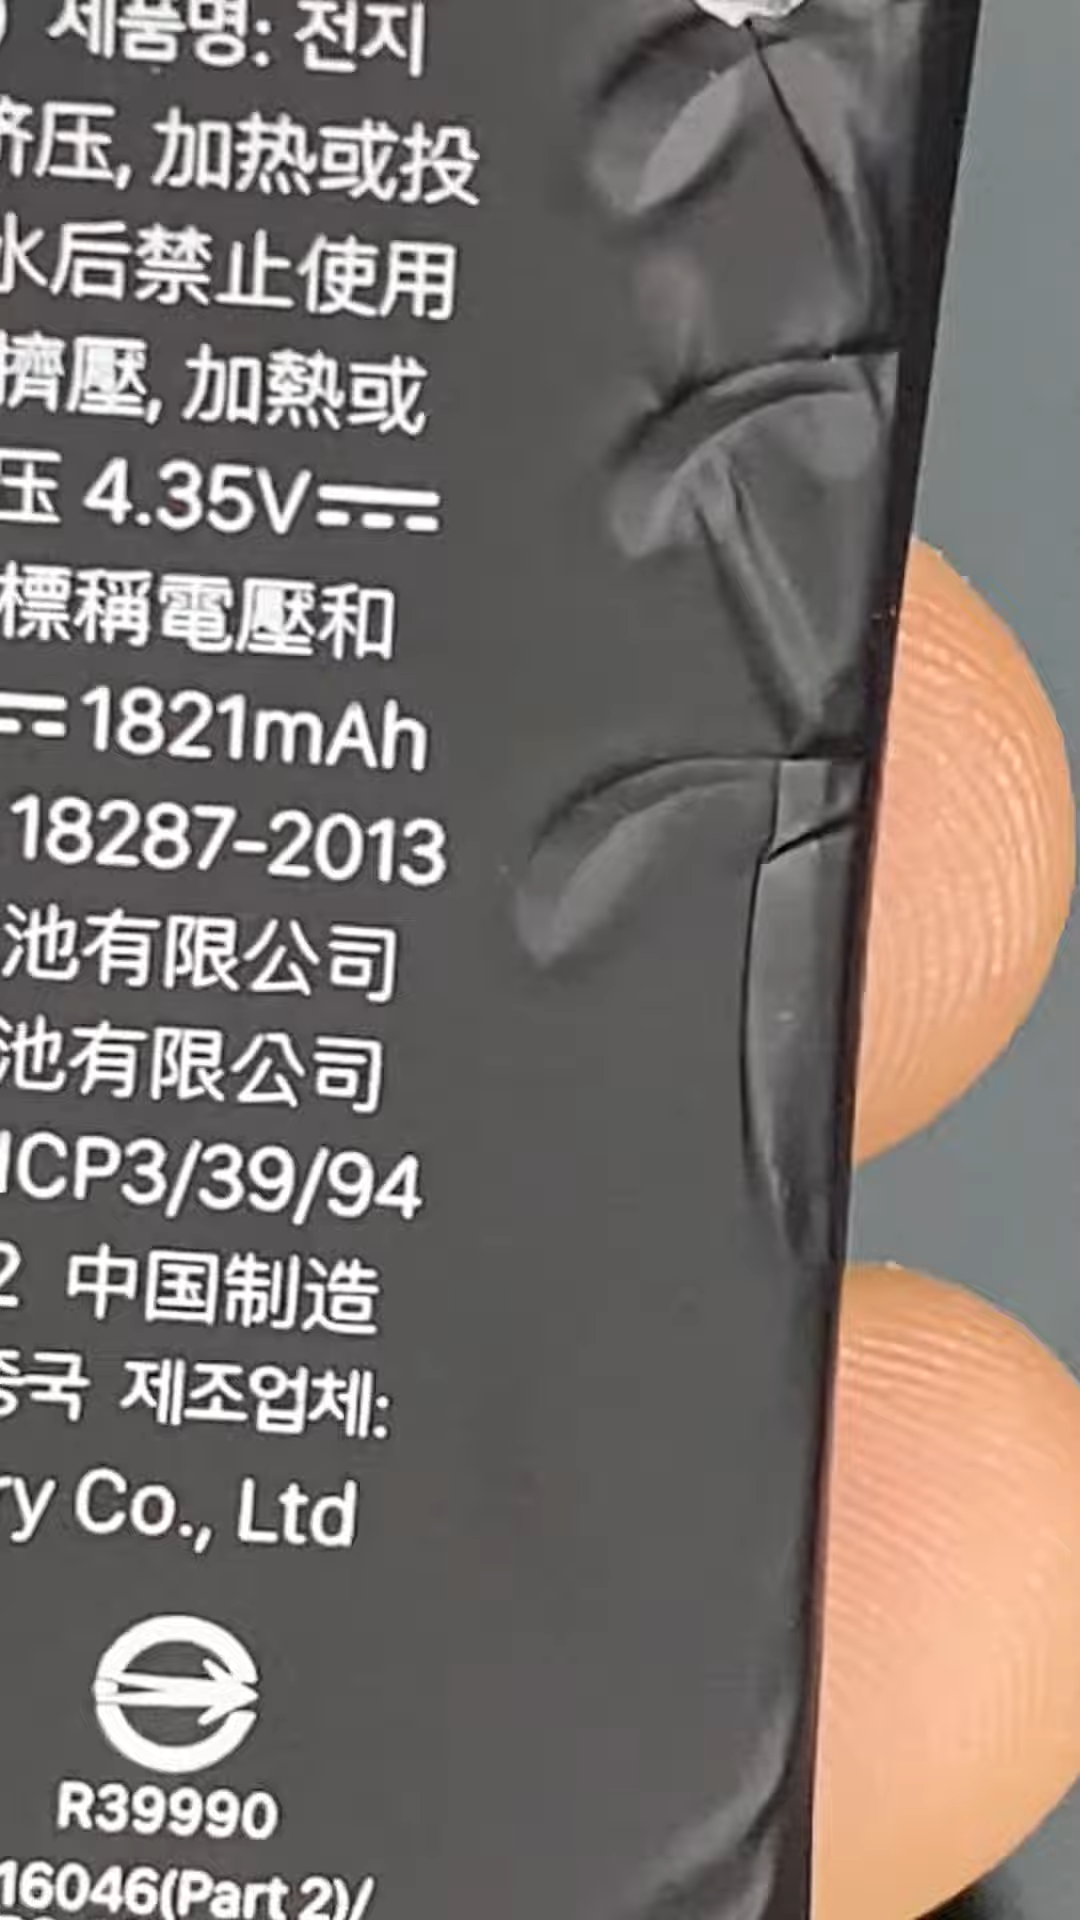 제품명: 전지
挤压, 加热或投
水后禁止使用
擠壓, 加熱或
压 4.35V⎓
標稱電壓和
⎓1821mAh
18287-2013
池有限公司
池有限公司
ICP3/39/94
2 中国制造
중국 제조업체:
ry Co., Ltd
R39990
16046(Part 2)/